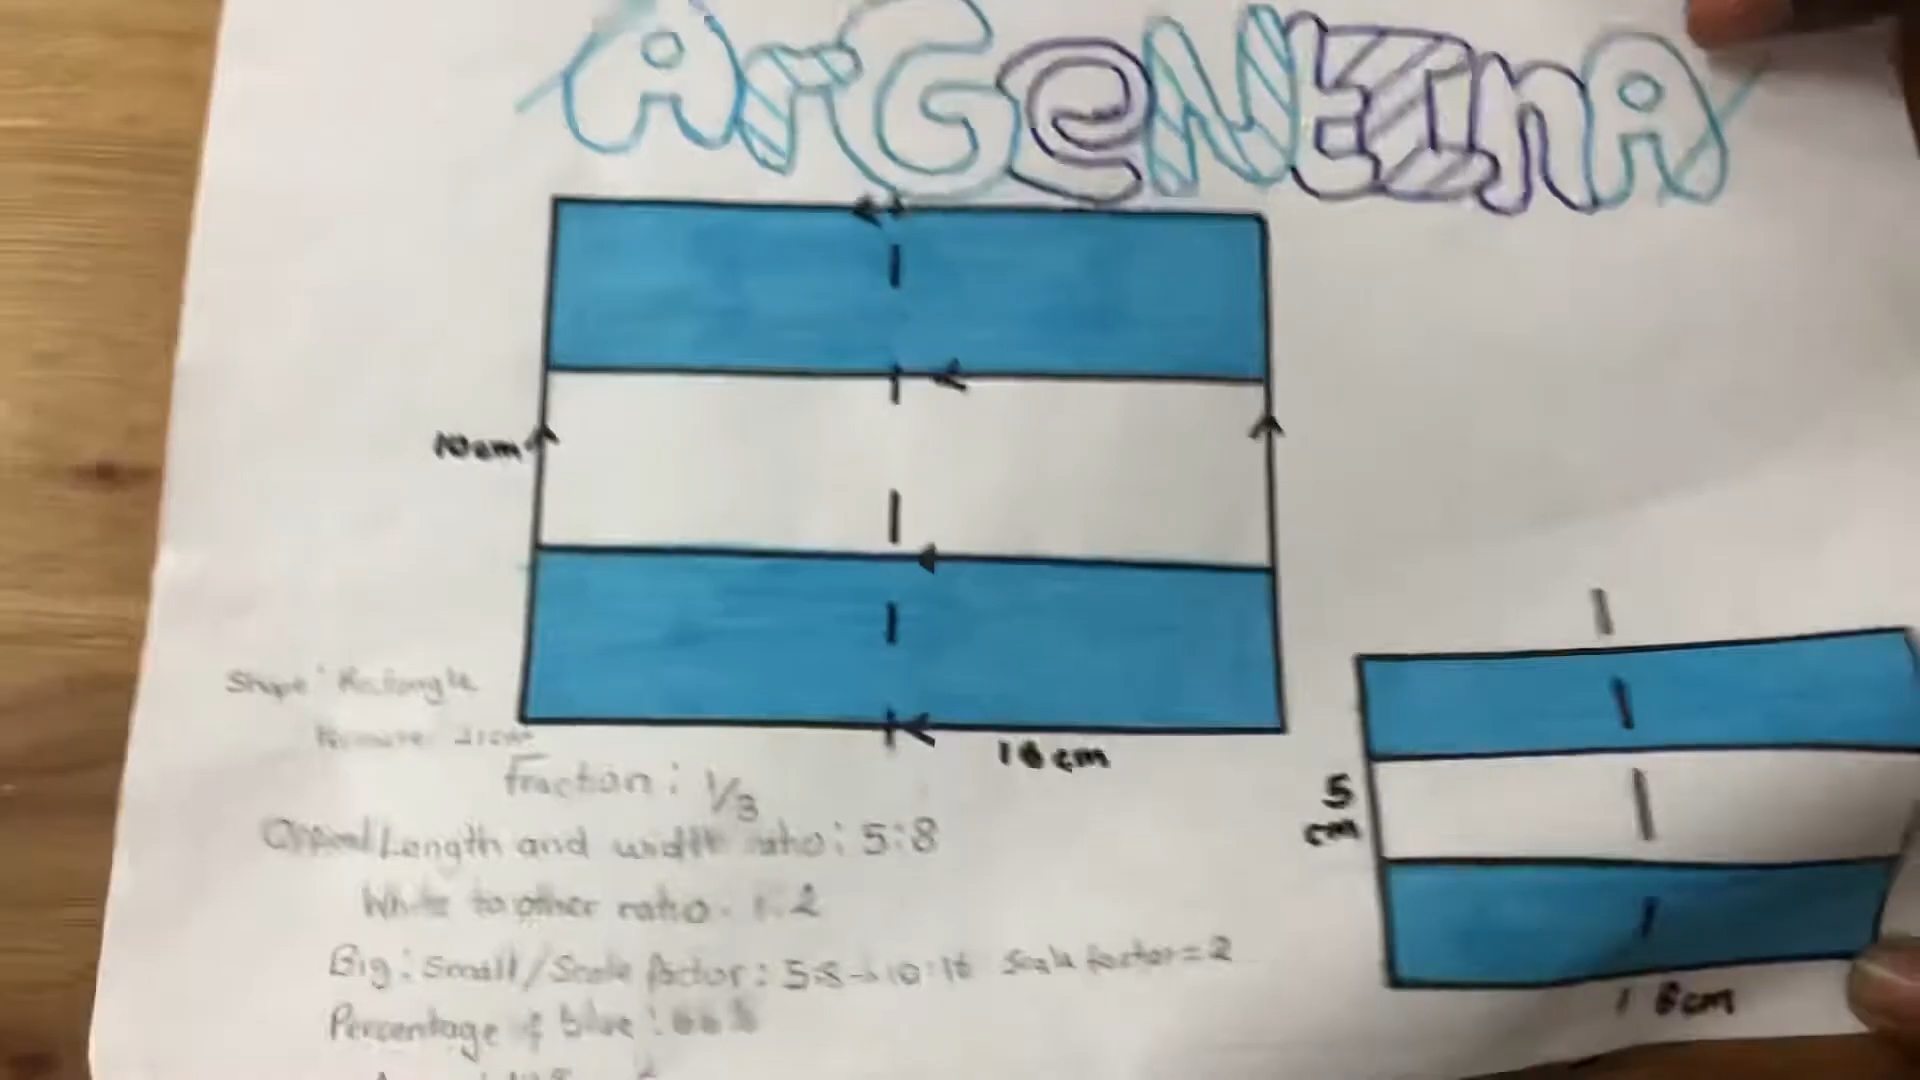 ArGeNtInA
10cm
16cm
Shape: Rectangle
Fraction: 1/3
Length and width ratio: 5:8
5
cm
White to other ratio: 1:2
Big:Small/Scale factor: 5:8→10:16 Scale factor=2
8cm
Percentage of blue: